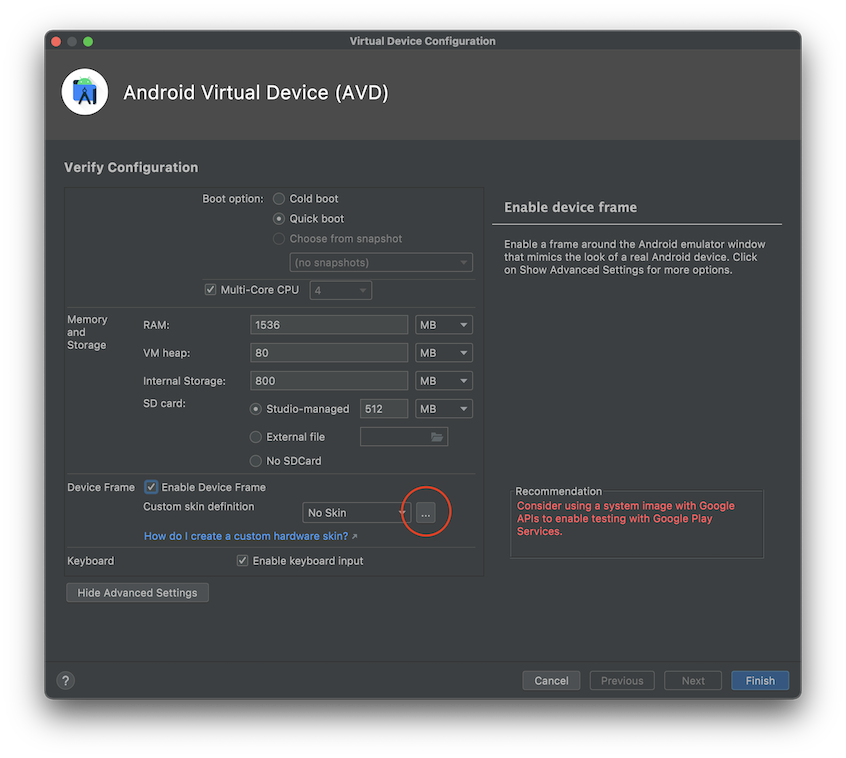 Virtual Device Configuration
Android Virtual Device (AVD)
Verify Configuration
Boot option: Cold boot
Quick boot
Choose from snapshot
(no snapshots)
Multi-Core CPU 4
Memory
and
Storage
RAM: 1536 MB
VM heap: 80 MB
Internal Storage: 800 MB
SD card: Studio-managed 512 MB
External file
No SDCard
Device Frame Enable Device Frame
Custom skin definition No Skin ...
How do I create a custom hardware skin? ↗
Keyboard Enable keyboard input
Hide Advanced Settings
Enable device frame
Enable a frame around the Android emulator window
that mimics the look of a real Android device. Click
on Show Advanced Settings for more options.
Recommendation
Consider using a system image with Google
APIs to enable testing with Google Play
Services.
? Cancel Previous Next Finish